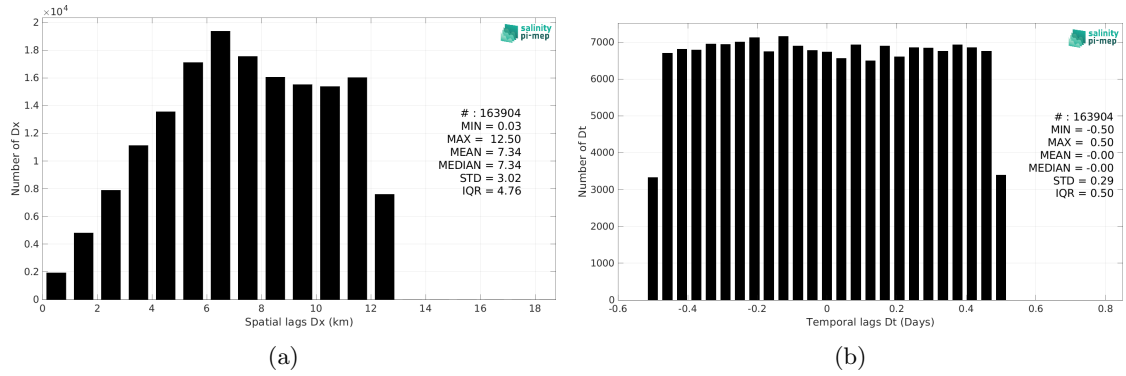 ×10⁴
2
1.8
1.6
1.4
1.2
1
0.8
0.6
0.4
0.2
0
Number of Dx
salinity
pi-mep
# : 163904
MIN = 0.03
MAX = 12.50
MEAN = 7.34
MEDIAN = 7.34
STD = 3.02
IQR = 4.76
0 2 4 6 8 10 12 14 16 18
Spatial lags Dx (km)
(a)
7000
6000
5000
4000
3000
2000
1000
0
Number of Dt
salinity
pi-mep
# : 163904
MIN = -0.50
MAX = 0.50
MEAN = -0.00
MEDIAN = -0.00
STD = 0.29
IQR = 0.50
-0.6 -0.4 -0.2 0 0.2 0.4 0.6 0.8
Temporal lags Dt (Days)
(b)